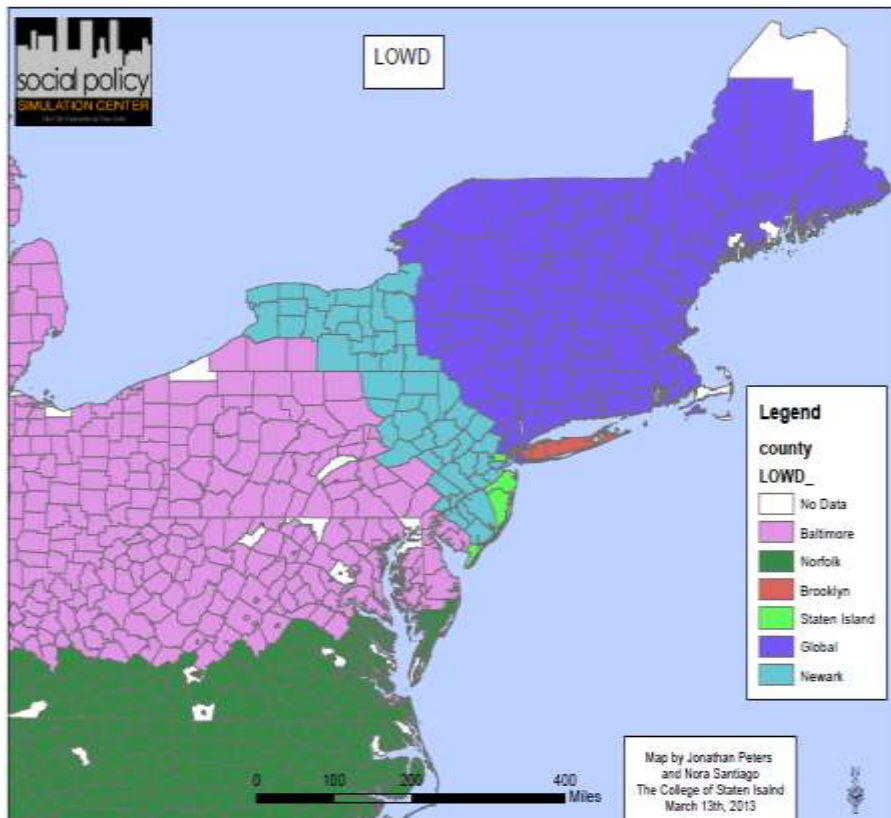 social policy
SIMULATION CENTER
LOWD
Legend
county
LOWD_
No Data
Baltimore
Norfolk
Brooklyn
Staten Island
Global
Newark
0 100 200 400
Miles
Map by Jonathan Peters
and Nora Santiago
The College of Staten Isalnd
March 13th, 2013